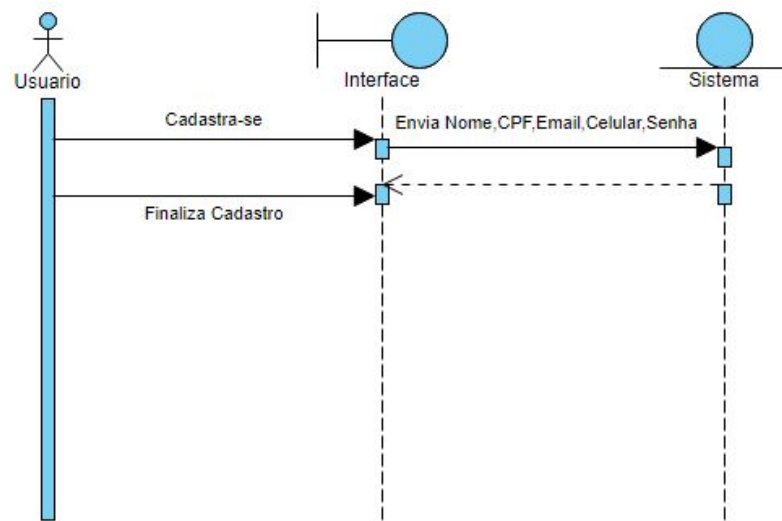 Usuario
Interface
Sistema
Cadastra-se
Envia Nome,CPF,Email,Celular,Senha
Finaliza Cadastro